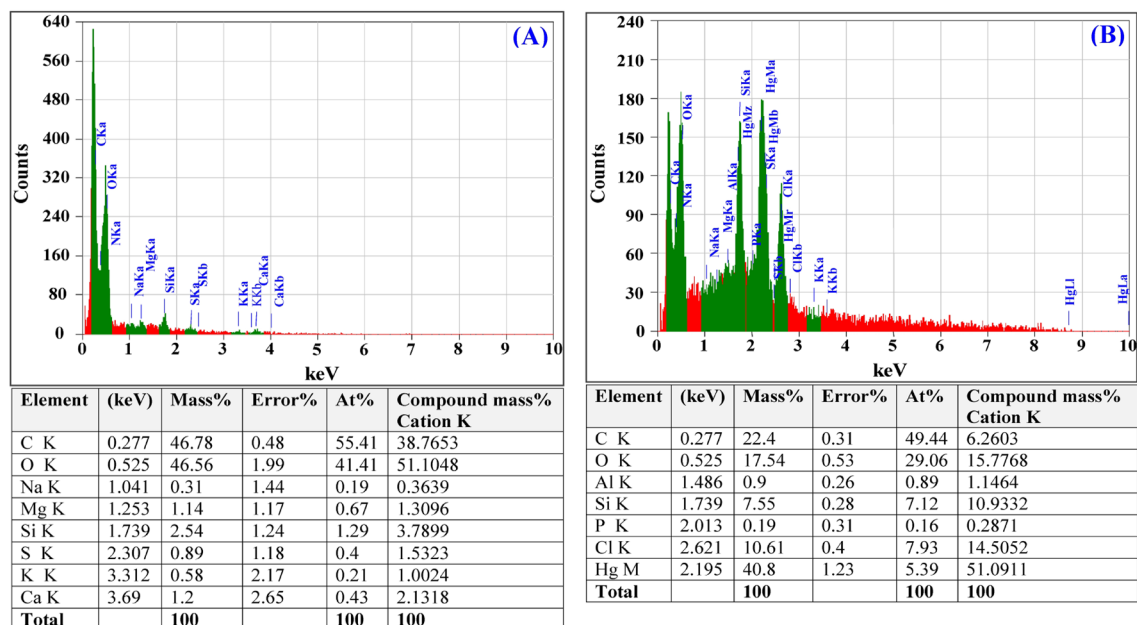 (A)
640
560
480
400
320
240
160
80
0
Counts
CKa
OKa
NKa
NaKa
MgKa
SiKa
SKa
SKb
KKa
KKb
CaKa
CaKb
0 1 2 3 4 5 6 7 8 9 10
keV
Element (keV) Mass% Error% At% Compound mass%
Cation K
C K 0.277 46.78 0.48 55.41 38.7653
O K 0.525 46.56 1.99 41.41 51.1048
Na K 1.041 0.31 1.44 0.19 0.3639
Mg K 1.253 1.14 1.17 0.67 1.3096
Si K 1.739 2.54 1.24 1.29 3.7899
S K 2.307 0.89 1.18 0.4 1.5323
K K 3.312 0.58 2.17 0.21 1.0024
Ca K 3.69 1.2 2.65 0.43 2.1318
Total 100 100 100
(B)
240
210
180
150
120
90
60
30
0
Counts
CKa
OKa
NKa
NaKa
MgKa
AlKa
SiKa
HgMz
PKa
HgMa
SKa
HgMb
SKb
ClKa
HgMr
ClKb
KKa
KKb
HgLl
HgLa
0 1 2 3 4 5 6 7 8 9 10
keV
Element (keV) Mass% Error% At% Compound mass%
Cation K
C K 0.277 22.4 0.31 49.44 6.2603
O K 0.525 17.54 0.53 29.06 15.7768
Al K 1.486 0.9 0.26 0.89 1.1464
Si K 1.739 7.55 0.28 7.12 10.9332
P K 2.013 0.19 0.31 0.16 0.2871
Cl K 2.621 10.61 0.4 7.93 14.5052
Hg M 2.195 40.8 1.23 5.39 51.0911
Total 100 100 100